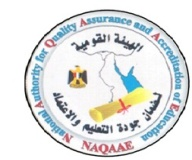 National Authority for Quality Assurance and Accreditation of Education
NAQAAE
الهيئة القومية
لضمان جودة التعليم والاعتماد